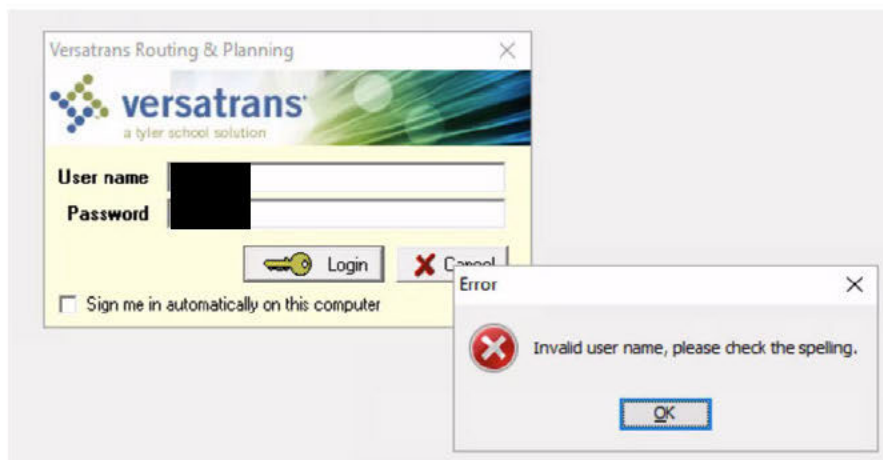 Versatrans Routing & Planning
versatrans
a tyler school solution
User name
Password
Login
Cancel
Sign me in automatically on this computer
Error
Invalid user name, please check the spelling.
OK